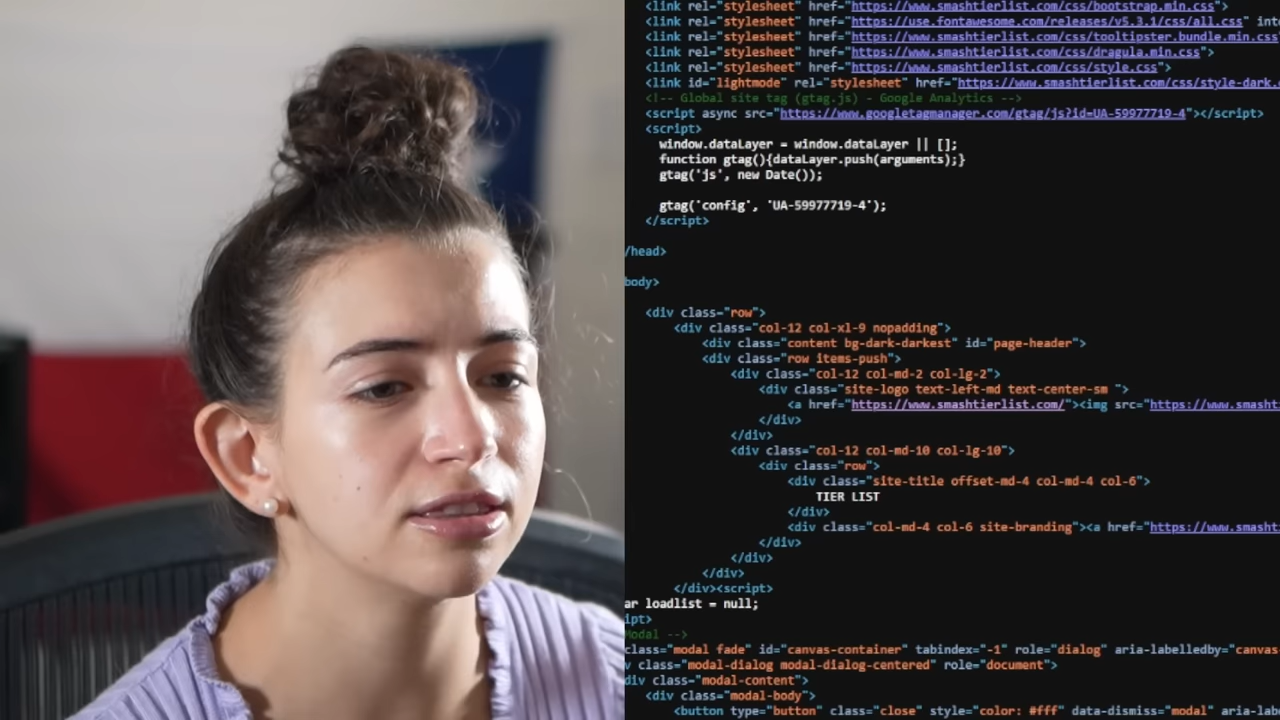 <link rel="stylesheet" href="https://www.smashtierlist.com/css/bootstrap.min.css">
<link rel="stylesheet" href="https://use.fontawesome.com/releases/v5.3.1/css/all.css" inte
<link rel="stylesheet" href="https://www.smashtierlist.com/css/tooltipster.bundle.min.css"
<link rel="stylesheet" href="https://www.smashtierlist.com/css/dragula.min.css">
<link rel="stylesheet" href="https://www.smashtierlist.com/css/style.css">
<link id="lightmode" rel="stylesheet" href="https://www.smashtierlist.com/css/style-dark.
<!-- Global site tag (gtag.js) - Google Analytics -->
<script async src="https://www.googletagmanager.com/gtag/js?id=UA-59977719-4"></script>
<script>
window.dataLayer = window.dataLayer || [];
function gtag(){dataLayer.push(arguments);}
gtag('js', new Date());
gtag('config', 'UA-59977719-4');
</script>
/head>
body>
<div class="row">
<div class="col-12 col-xl-9 nopadding">
<div class="content bg-dark-darkest" id="page-header">
<div class="row items-push">
<div class="col-12 col-md-2 col-lg-2">
<div class="site-logo text-left-md text-center-sm ">
<a href="https://www.smashtierlist.com/"><img src="https://www.smasht
</div>
</div>
<div class="col-12 col-md-10 col-lg-10">
<div class="row">
<div class="site-title offset-md-4 col-md-4 col-6">
TIER LIST
</div>
<div class="col-md-4 col-6 site-branding"><a href="https://www.smasht
</div>
</div>
</div>
</div><script>
ar loadlist = null;
ipt>
Modal -->
class="modal fade" id="canvas-container" tabindex="-1" role="dialog" aria-labelledby="canvas-
v class="modal-dialog modal-dialog-centered" role="document">
div class="modal-content">
<div class="modal-body">
<button type="button" class="close" style="color: #fff" data-dismiss="modal" aria-lab